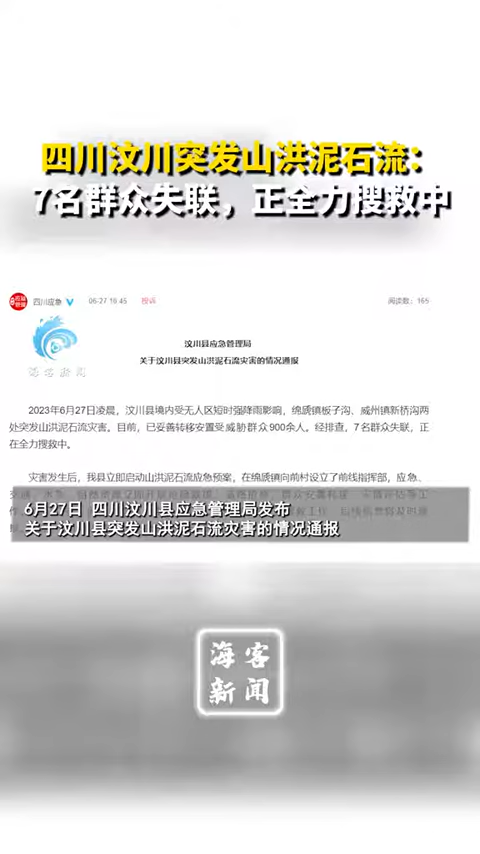 四川汶川突发山洪泥石流：
7名群众失联，正全力搜救中
四川应急
06-27 16:45
投诉
阅读数：165
海客新闻
汶川县应急管理局
关于汶川县突发山洪泥石流灾害的情况通报
2023年6月27日凌晨，汶川县境内受无人区短时强降雨影响，绵虒镇板子沟、威州镇新桥沟两
处突发山洪泥石流灾害。目前，已妥善转移安置受威胁群众900余人。经排查，7名群众失联，正
在全力搜救中。
灾害发生后，我县立即启动山洪泥石流应急预案，在绵虒镇向前村设立了前线指挥部，应急、
6月27日 四川汶川县应急管理局发布
关于汶川县突发山洪泥石流灾害的情况通报
海客
新闻